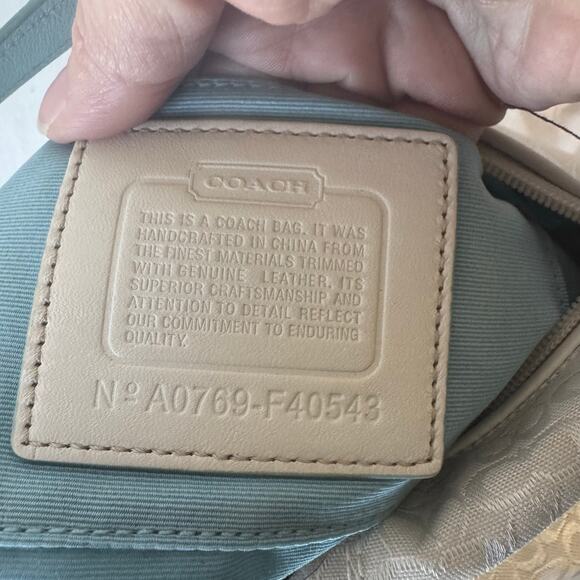 COACH
THIS IS A COACH BAG. IT WAS
HANDCRAFTED IN CHINA FROM
THE FINEST MATERIALS TRIMMED
WITH GENUINE LEATHER. ITS
SUPERIOR CRAFTSMANSHIP AND
ATTENTION TO DETAIL REFLECT
OUR COMMITMENT TO ENDURING
QUALITY.
Nº A0769-F40543